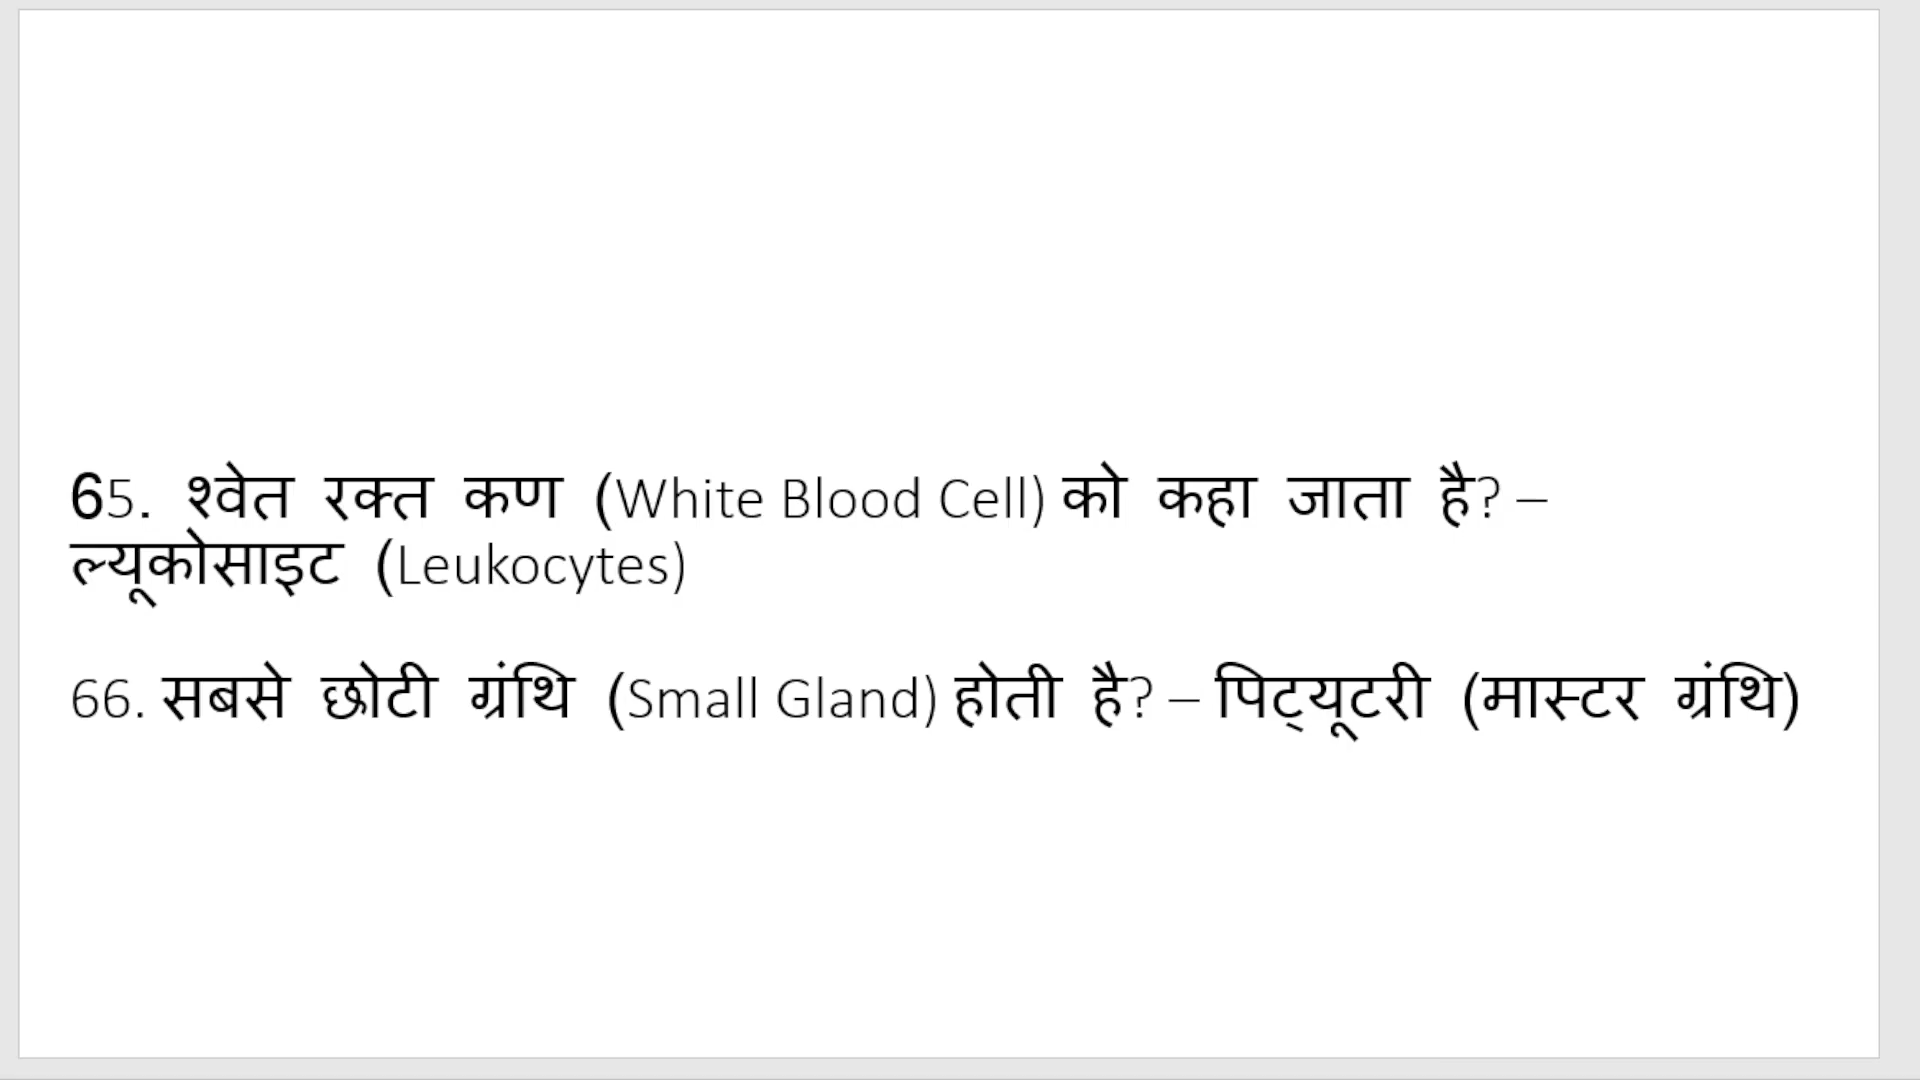 65. श्वेत रक्त कण (White Blood Cell) को कहा जाता है? –
ल्यूकोसाइट (Leukocytes)
66. सबसे छोटी ग्रंथि (Small Gland) होती है? – पिट्यूटरी (मास्टर ग्रंथि)